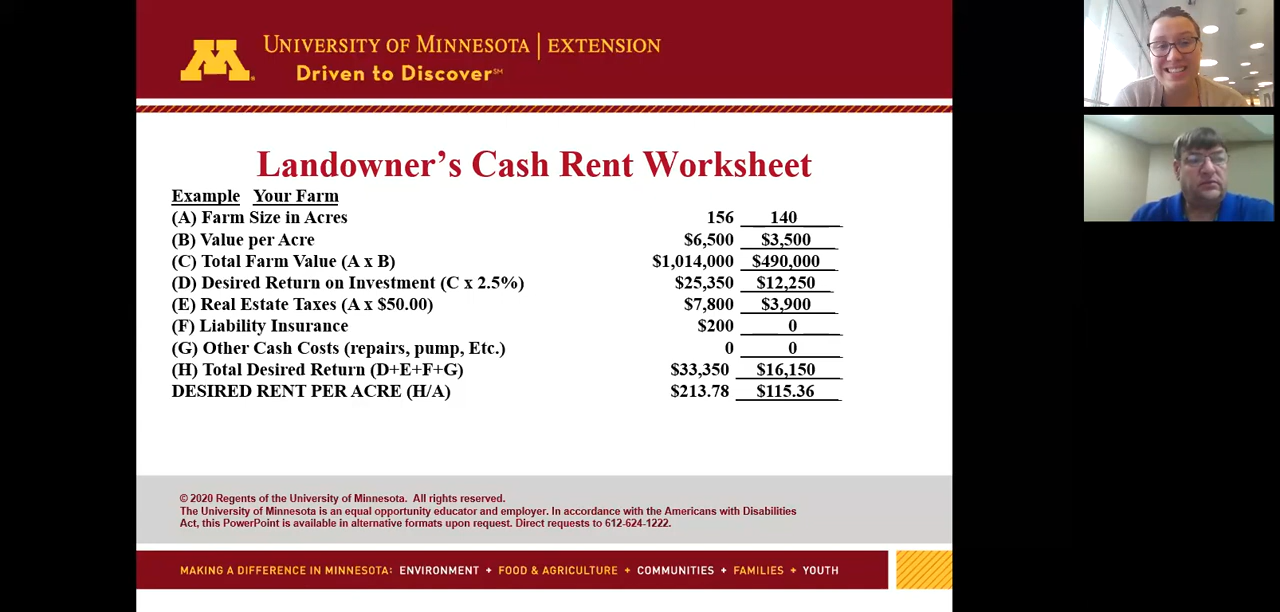 UNIVERSITY OF MINNESOTA | EXTENSION
Driven to Discover℠
Landowner's Cash Rent Worksheet
Example Your Farm
(A) Farm Size in Acres 156 140
(B) Value per Acre $6,500 $3,500
(C) Total Farm Value (A x B) $1,014,000 $490,000
(D) Desired Return on Investment (C x 2.5%) $25,350 $12,250
(E) Real Estate Taxes (A x $50.00) $7,800 $3,900
(F) Liability Insurance $200 0
(G) Other Cash Costs (repairs, pump, Etc.) 0 0
(H) Total Desired Return (D+E+F+G) $33,350 $16,150
DESIRED RENT PER ACRE (H/A) $213.78 $115.36
© 2020 Regents of the University of Minnesota. All rights reserved.
The University of Minnesota is an equal opportunity educator and employer. In accordance with the Americans with Disabilities
Act, this PowerPoint is available in alternative formats upon request. Direct requests to 612-624-1222.
MAKING A DIFFERENCE IN MINNESOTA: ENVIRONMENT + FOOD & AGRICULTURE + COMMUNITIES + FAMILIES + YOUTH